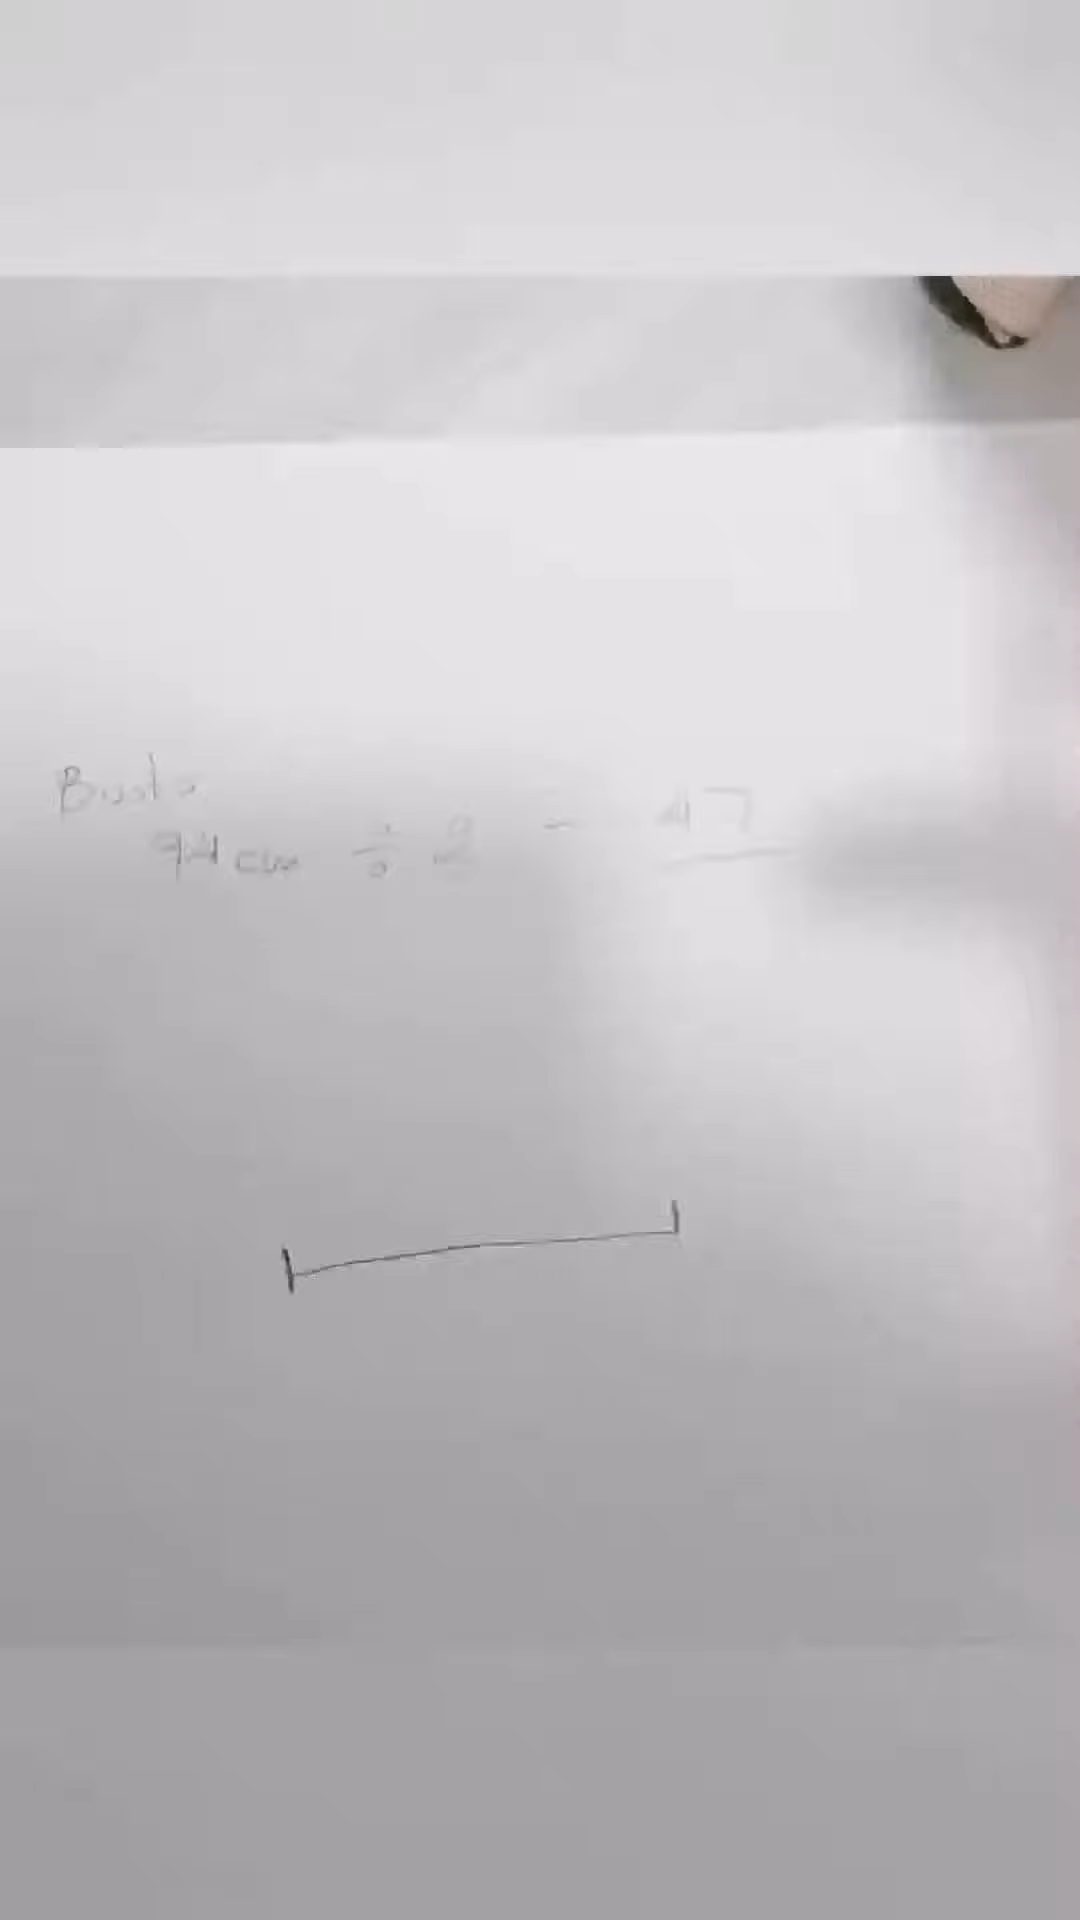 Bust =
94 cm ÷ 2 = 47